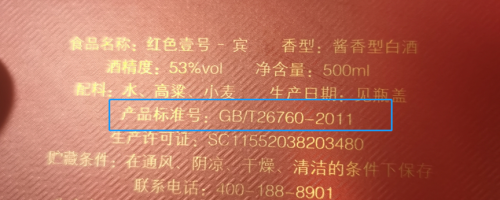 食品名称：红色壹号－宾 香型：酱香型白酒
酒精度：53%vol 净含量：500ml
配料：水、高粱、小麦 生产日期：见瓶盖
产品标准号：GB/T26760-2011
生产许可证：SC11552038203480
贮藏条件：在通风、阴凉、干燥、清洁的条件下保存
联系电话：400-188-8901